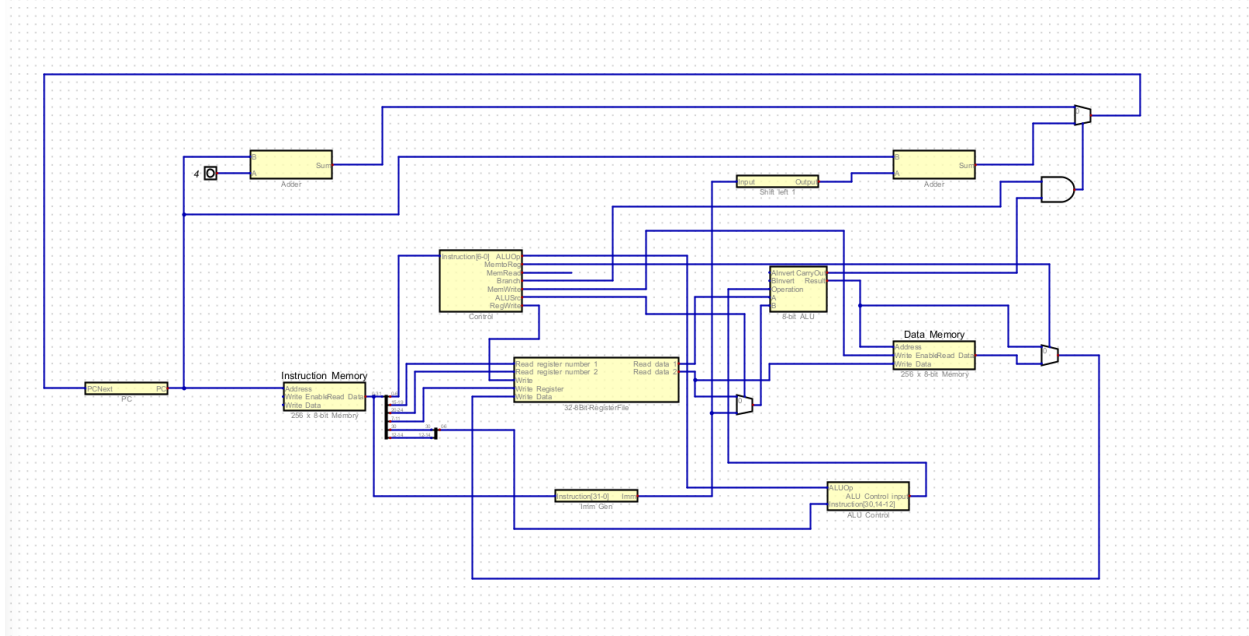 4
B
A
Sum
Adder
Input
Output
Shift left 1
B
A
Sum
Adder
Instruction[6-0]
ALUOp
MemtoReg
MemRead
Branch
MemWrite
ALUSrc
RegWrite
Control
AInvert
CarryOut
BInvert
Result
Operation
A
B
8-bit ALU
Data Memory
Address
Write Enable
Read Data
Write Data
256 x 8-bit Memory
0
0
0
PCNext
PC
PC
Instruction Memory
Address
Write Enable
Read Data
Write Data
256 x 8-bit Memory
Read register number 1
Read data 1
Read register number 2
Read data 2
Write
Write Register
Write Data
32-8Bit-RegisterFile
Instruction[31-0]
Imm
Imm Gen
ALUOp
ALU Control input
Instruction[30,14-12]
ALU Control